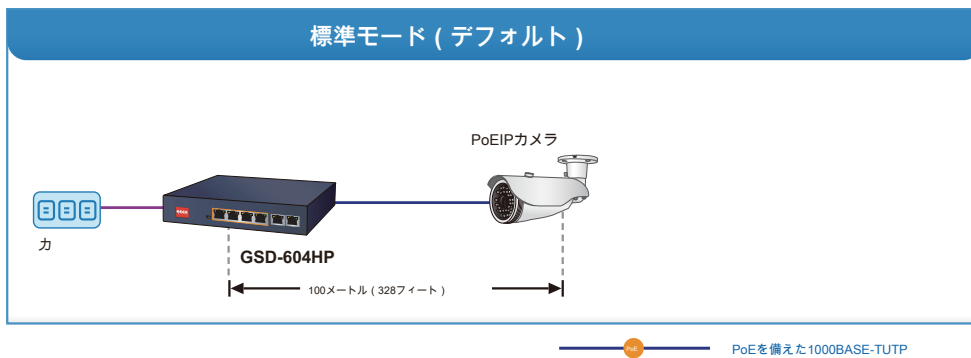 標準モード ( デフォルト )
PoEIPカメラ
力
GSD-604HP
100メートル ( 328フィート )
PoE
PoEを備えた1000BASE-TUTP